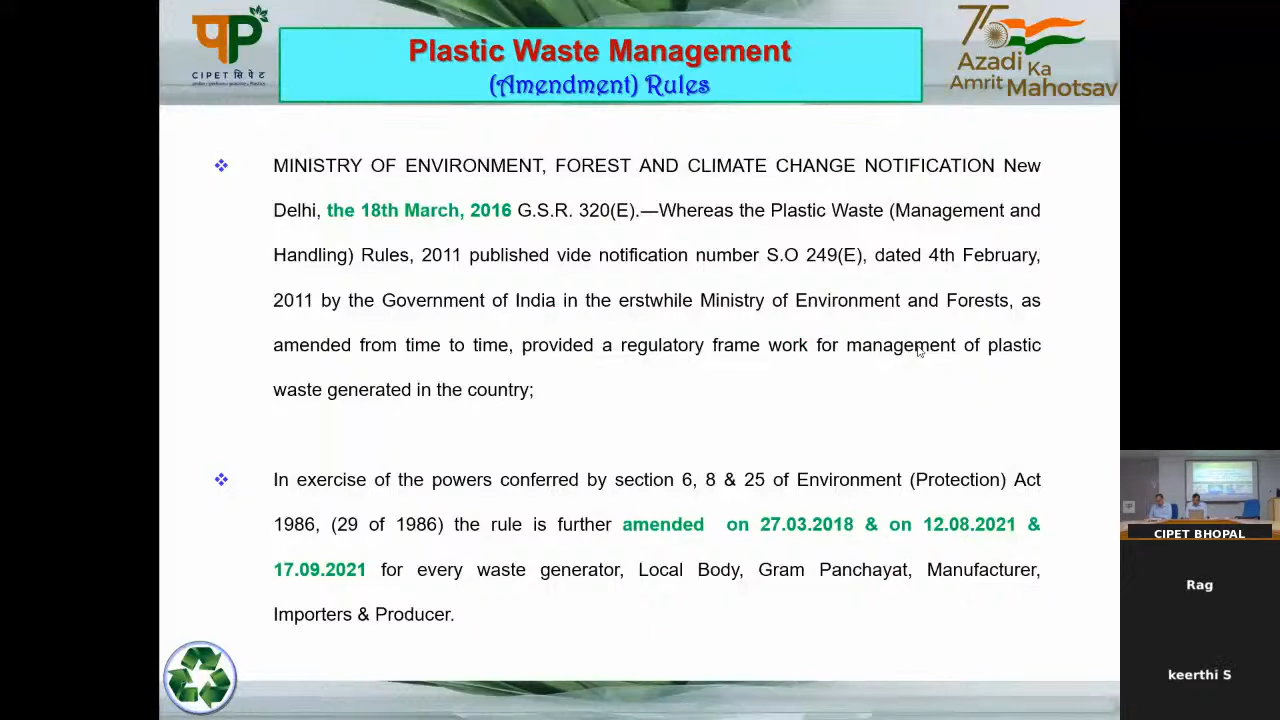 CIPET सिपेट
Plastic Waste Management
(Amendment) Rules
75
Azadi Ka
Amrit Mahotsav
MINISTRY OF ENVIRONMENT, FOREST AND CLIMATE CHANGE NOTIFICATION New
Delhi, the 18th March, 2016 G.S.R. 320(E).—Whereas the Plastic Waste (Management and
Handling) Rules, 2011 published vide notification number S.O 249(E), dated 4th February,
2011 by the Government of India in the erstwhile Ministry of Environment and Forests, as
amended from time to time, provided a regulatory frame work for management of plastic
waste generated in the country;
In exercise of the powers conferred by section 6, 8 & 25 of Environment (Protection) Act
1986, (29 of 1986) the rule is further amended on 27.03.2018 & on 12.08.2021 &
17.09.2021 for every waste generator, Local Body, Gram Panchayat, Manufacturer,
Importers & Producer.
CIPET BHOPAL
Rag
keerthi S